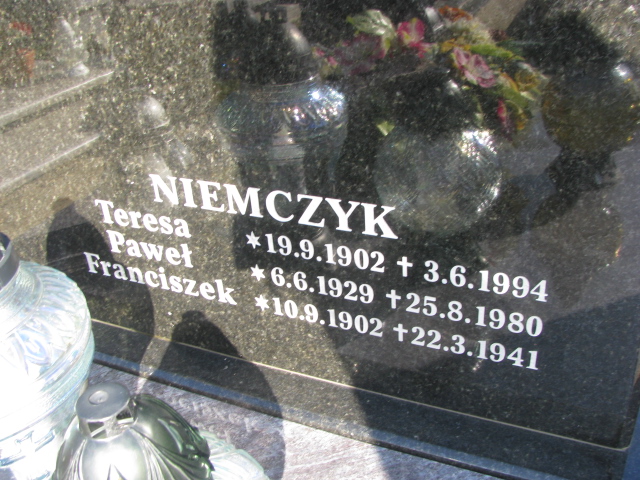 NIEMCZYK
Teresa ✶19.9.1902 ✝ 3.6.1994
Paweł ✶6.6.1929 ✝25.8.1980
Franciszek ✶10.9.1902 ✝22.3.1941